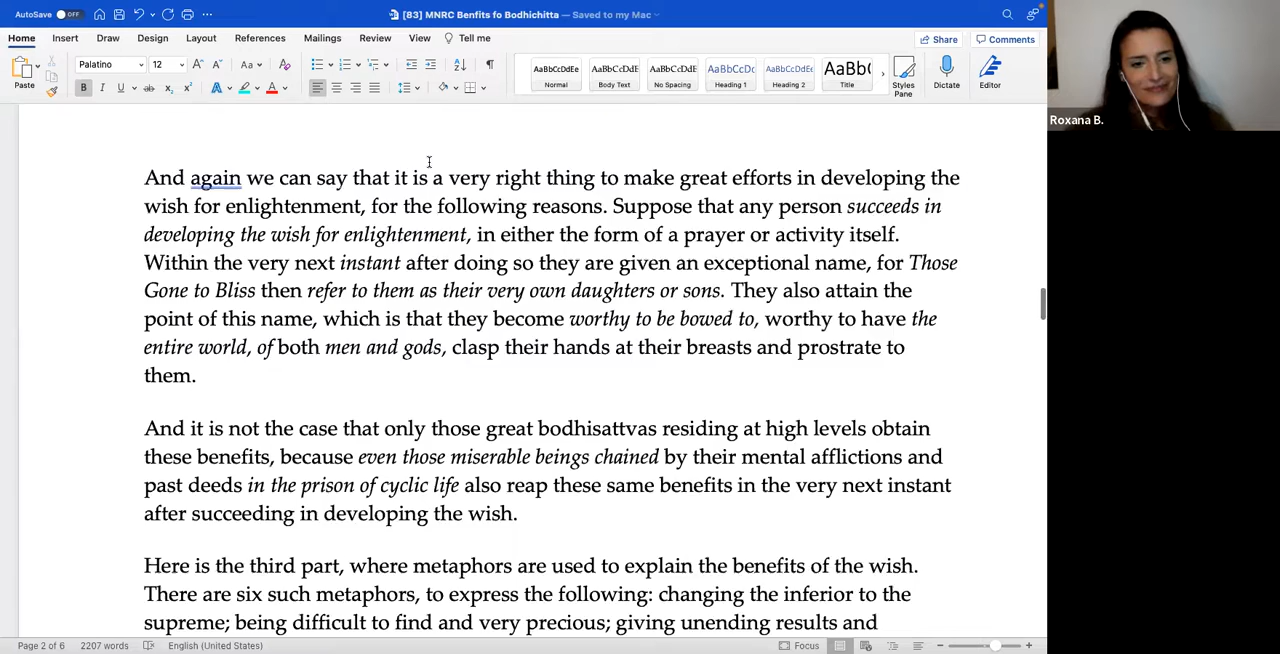 AutoSave OFF [83] MNRC Benfits fo Bodhichitta — Saved to my Mac
Home Insert Draw Design Layout References Mailings Review View Tell me Share Comments
Paste Palatino 12 Aa
B I U ab x₂ x² A A
AaBbCcDdEe AaBbCcDdE AaBbCcDdEe AaBbCcDc AaBbCcDdEe AaBb(
Normal Body Text No Spacing Heading 1 Heading 2 Title Styles Pane Dictate Editor
Roxana B.
And again we can say that it is a very right thing to make great efforts in developing the
wish for enlightenment, for the following reasons. Suppose that any person succeeds in
developing the wish for enlightenment, in either the form of a prayer or activity itself.
Within the very next instant after doing so they are given an exceptional name, for Those
Gone to Bliss then refer to them as their very own daughters or sons. They also attain the
point of this name, which is that they become worthy to be bowed to, worthy to have the
entire world, of both men and gods, clasp their hands at their breasts and prostrate to
them.
And it is not the case that only those great bodhisattvas residing at high levels obtain
these benefits, because even those miserable beings chained by their mental afflictions and
past deeds in the prison of cyclic life also reap these same benefits in the very next instant
after succeeding in developing the wish.
Here is the third part, where metaphors are used to explain the benefits of the wish.
There are six such metaphors, to express the following: changing the inferior to the
supreme; being difficult to find and very precious; giving unending results and
Page 2 of 6 2207 words English (United States) Focus